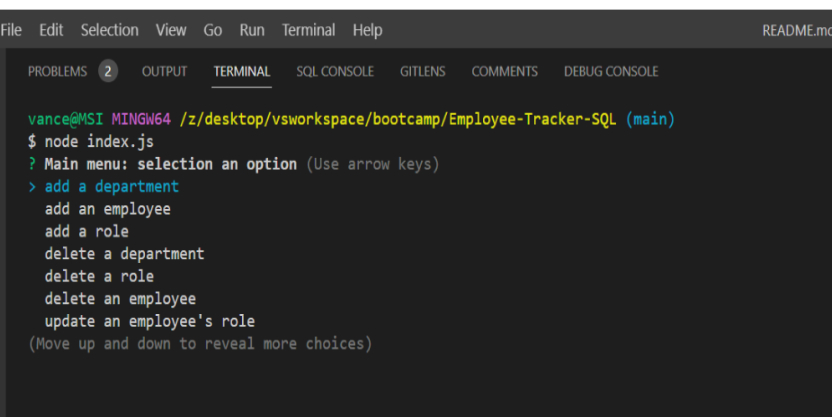 File Edit Selection View Go Run Terminal Help README.md
PROBLEMS 2 OUTPUT TERMINAL SQL CONSOLE GITLENS COMMENTS DEBUG CONSOLE
vance@MSI MINGW64 /z/desktop/vsworkspace/bootcamp/Employee-Tracker-SQL (main)
$ node index.js
? Main menu: selection an option (Use arrow keys)
> add a department
add an employee
add a role
delete a department
delete a role
delete an employee
update an employee's role
(Move up and down to reveal more choices)